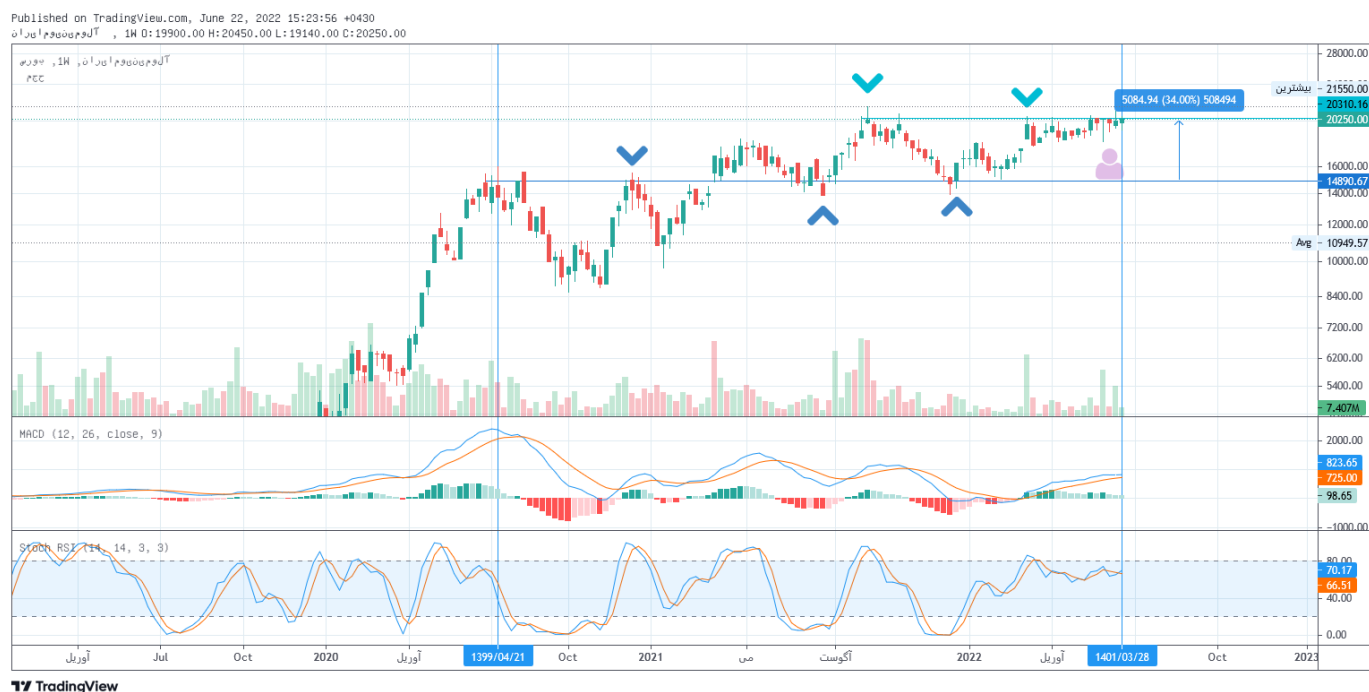 Published on TradingView.com, June 22, 2022 15:23:56 +0430
آلومینیوم‌ایران, 1W O:19900.00 H:20450.00 L:19140.00 C:20250.00
آلومینیوم‌ایران, 1W, بورس
حجم
28000.00
بیشترین 21550.00
5084.94 (34.00%) 508494
20310.16
20250.00
16000.00
14890.67
14000.00
12000.00
Avg 10949.57
10000.00
8400.00
7200.00
6200.00
5400.00
7.407M
MACD (12, 26, close, 9)
2000.00
823.65
725.00
98.65
−1000.00
Stoch RSI (14, 14, 3, 3)
80.00
70.17
66.51
40.00
0.00
آوریل Jul Oct 2020 آوریل 1399/04/21 Oct 2021 می آگوست 2022 آوریل 1401/03/28 Oct 2023
TradingView